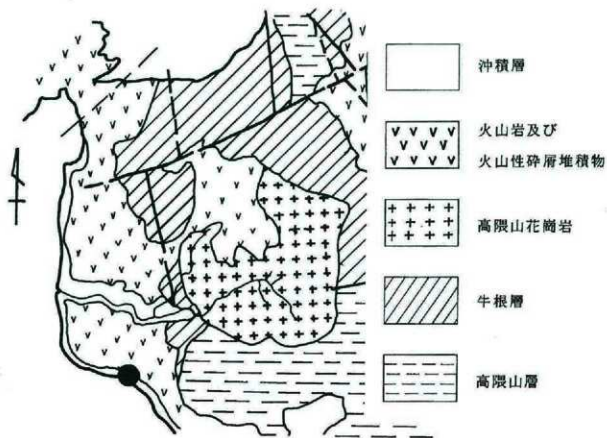 沖積層
火山岩及び
火山性砕屑堆積物
高隈山花崗岩
牛根層
高隈山層